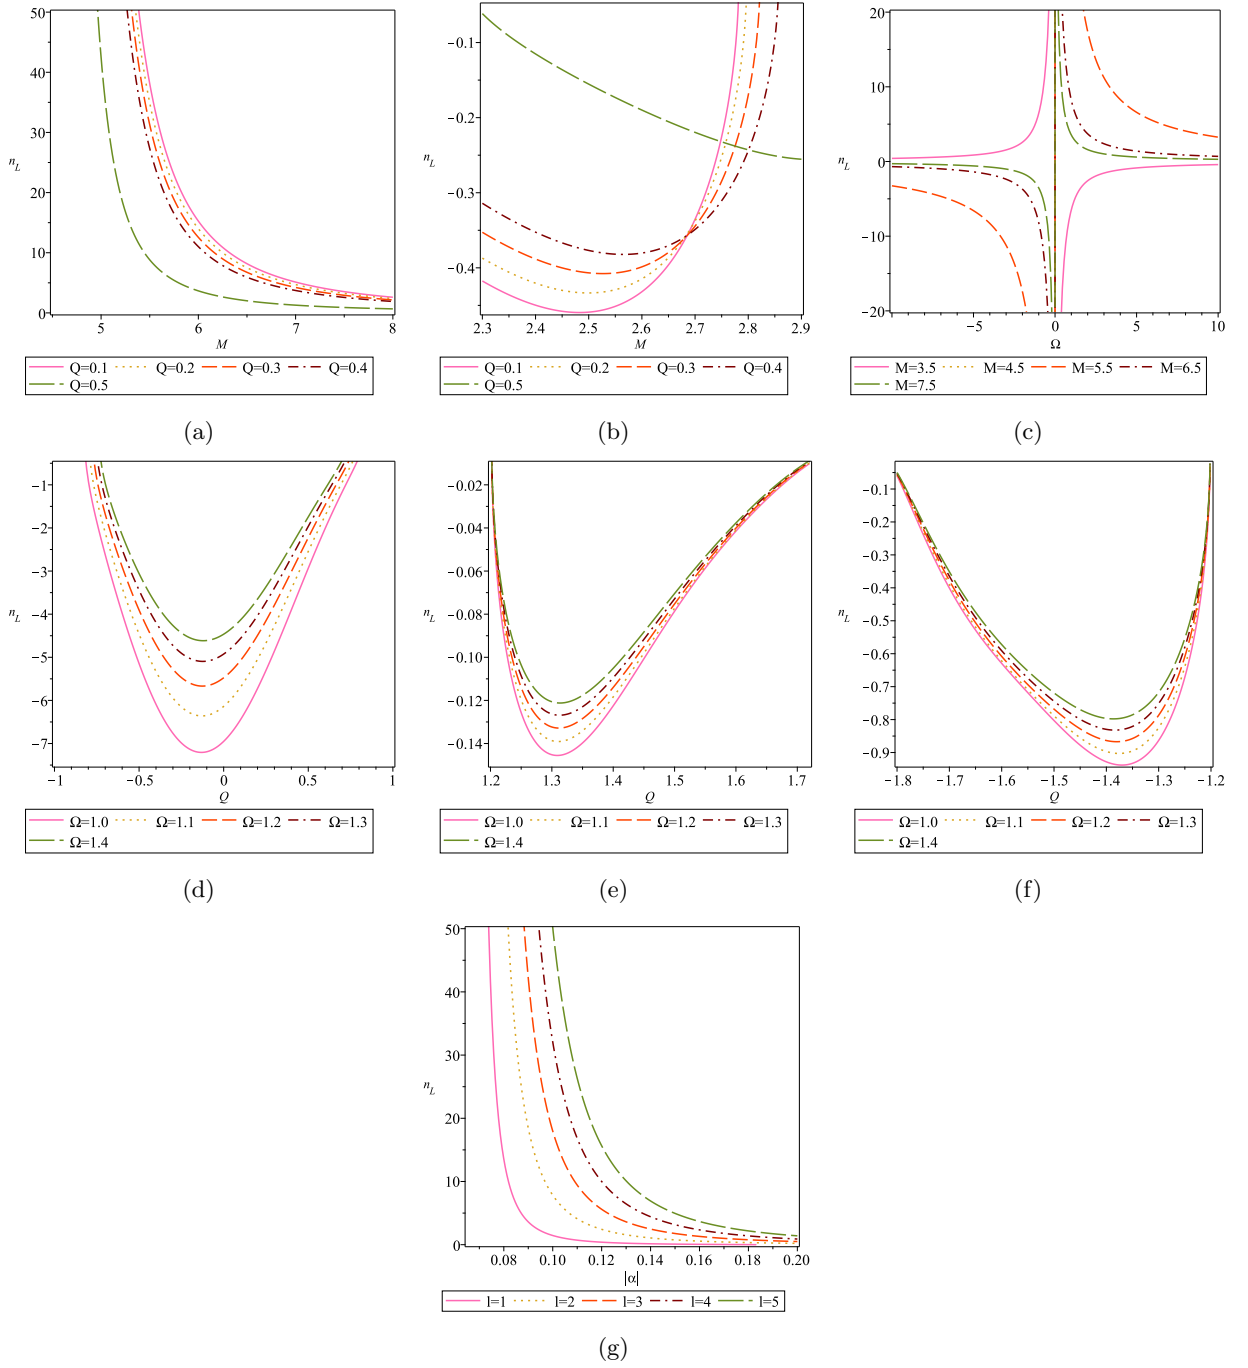 50
40
30
n_L
20
10
0
5 6 7 8
M
Q=0.1 Q=0.2 Q=0.3 Q=0.4
Q=0.5
(a)
−0.1
−0.2
n_L
−0.3
−0.4
2.3 2.4 2.5 2.6 2.7 2.8 2.9
M
Q=0.1 Q=0.2 Q=0.3 Q=0.4
Q=0.5
(b)
20
10
n_L 0
−10
−20
−5 0 5 10
Ω
M=3.5 M=4.5 M=5.5 M=6.5
M=7.5
(c)
−1
−2
−3
n_L
−4
−5
−6
−7
−1 −0.5 0 0.5 1
Q
Ω=1.0 Ω=1.1 Ω=1.2 Ω=1.3
Ω=1.4
(d)
−0.02
−0.04
−0.06
n_L
−0.08
−0.10
−0.12
−0.14
1.2 1.3 1.4 1.5 1.6 1.7
Q
Ω=1.0 Ω=1.1 Ω=1.2 Ω=1.3
Ω=1.4
(e)
−0.1
−0.2
−0.3
−0.4
n_L
−0.5
−0.6
−0.7
−0.8
−0.9
−1.8 −1.7 −1.6 −1.5 −1.4 −1.3 −1.2
Q
Ω=1.0 Ω=1.1 Ω=1.2 Ω=1.3
Ω=1.4
(f)
50
40
30
n_L
20
10
0
0.08 0.10 0.12 0.14 0.16 0.18 0.20
|α|
l=1 l=2 l=3 l=4 l=5
(g)